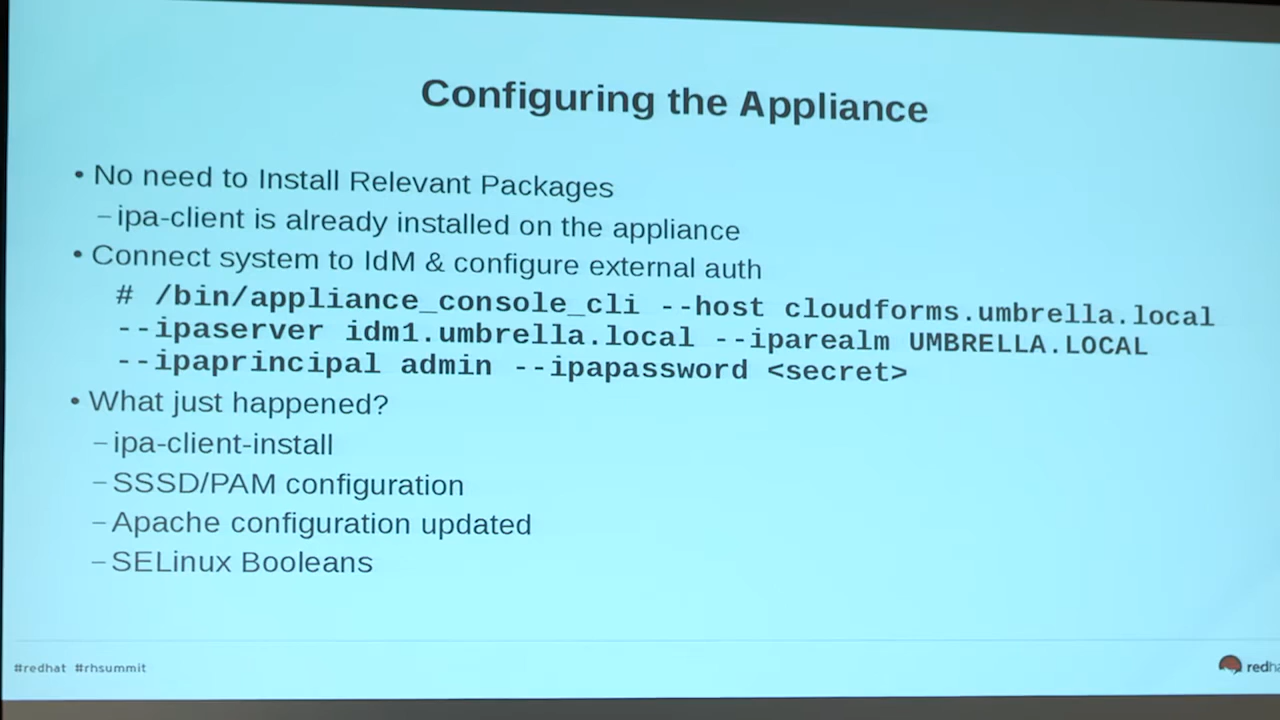 Configuring the Appliance
• No need to Install Relevant Packages
– ipa-client is already installed on the appliance
• Connect system to IdM & configure external auth
# /bin/appliance_console_cli --host cloudforms.umbrella.local
--ipaserver idm1.umbrella.local --iparealm UMBRELLA.LOCAL
--ipaprincipal admin --ipapassword <secret>
• What just happened?
– ipa-client-install
– SSSD/PAM configuration
– Apache configuration updated
– SELinux Booleans
#redhat #rhsummit